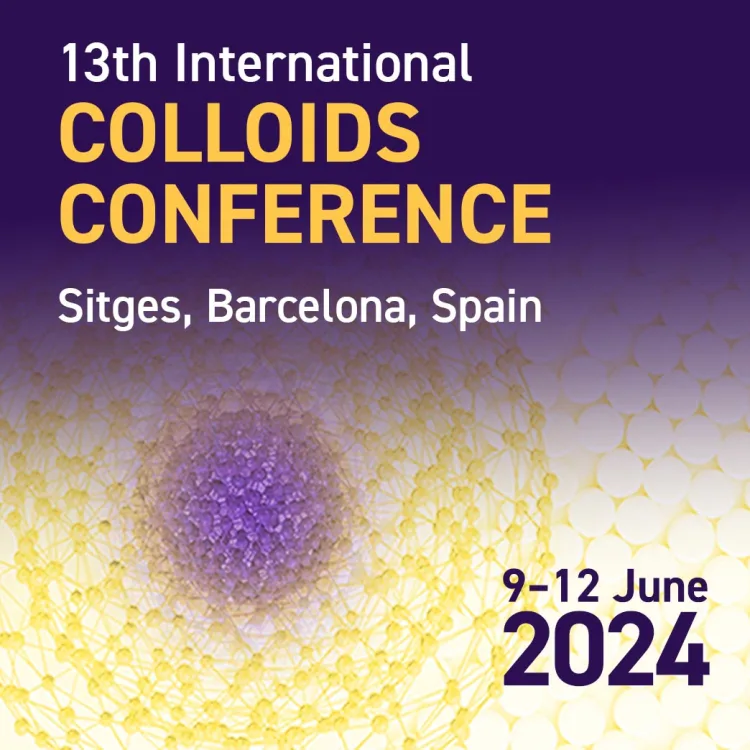 13th International
COLLOIDS
CONFERENCE
Sitges, Barcelona, Spain
9–12 June
2024